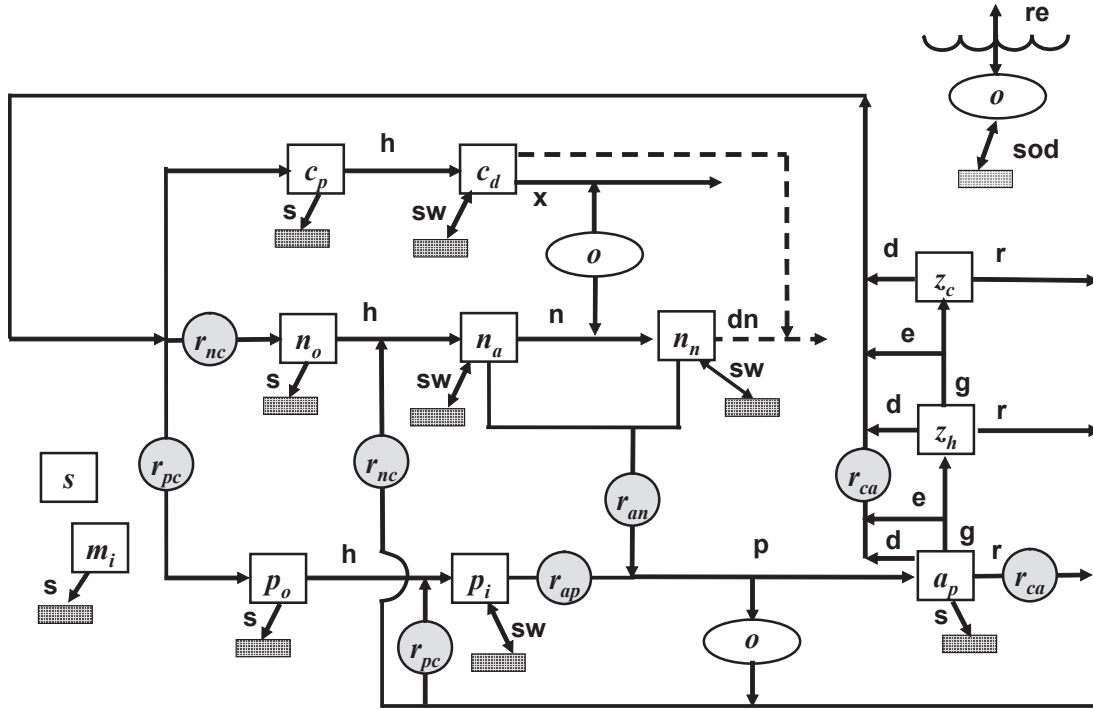 re
o
sod
h
c_p
c_d
s
sw
x
o
d
r
z_c
r_nc
n_o
h
n_a
n
n_n
dn
e
g
s
sw
sw
d
r
z_h
r_pc
r_nc
r_an
r_ca
s
e
g
m_i
s
h
p
d
r
p_o
p_i
r_ap
a_p
r_ca
s
sw
r_pc
o
s